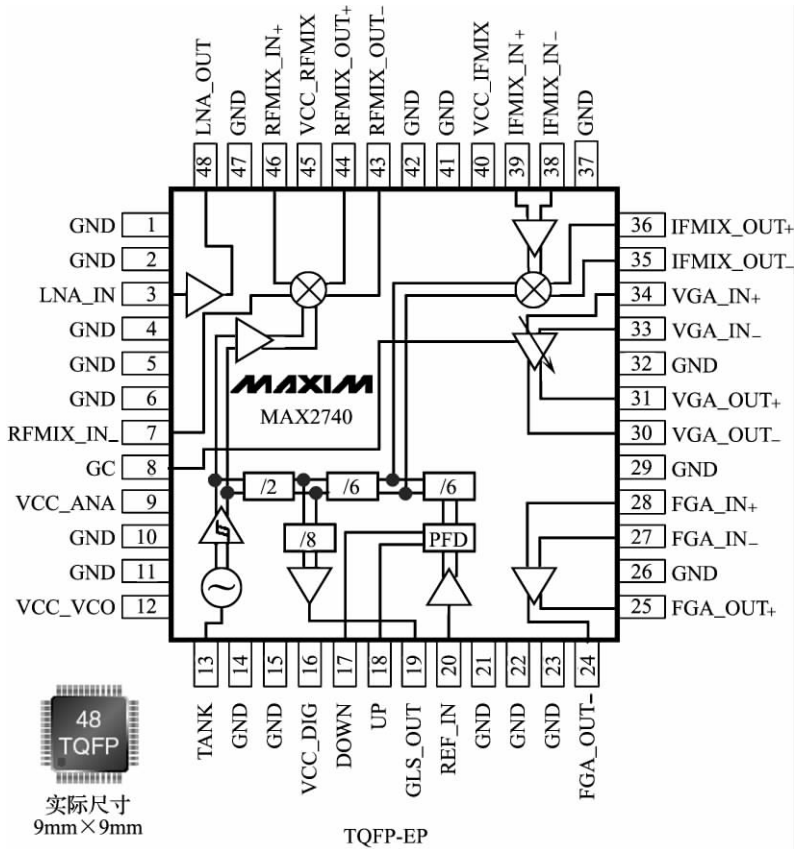 LNA_OUT
GND
RFMIX_IN+
VCC_RFMIX
RFMIX_OUT+
RFMIX_OUT-
GND
GND
VCC_IFMIX
IFMIX_IN+
IFMIX_IN-
GND
48
47
46
45
44
43
42
41
40
39
38
37
GND 1
GND 2
LNA_IN 3
GND 4
GND 5
GND 6
RFMIX_IN- 7
GC 8
VCC_ANA 9
GND 10
GND 11
VCC_VCO 12
36 IFMIX_OUT+
35 IFMIX_OUT-
34 VGA_IN+
33 VGA_IN-
32 GND
31 VGA_OUT+
30 VGA_OUT-
29 GND
28 FGA_IN+
27 FGA_IN-
26 GND
25 FGA_OUT+
MAXIM
MAX2740
/2
/6
/6
/8
PFD
13
14
15
16
17
18
19
20
21
22
23
24
TANK
GND
GND
VCC_DIG
DOWN
UP
GLS_OUT
REF_IN
GND
GND
GND
FGA_OUT-
48
TQFP
实际尺寸
9mm×9mm
TQFP-EP